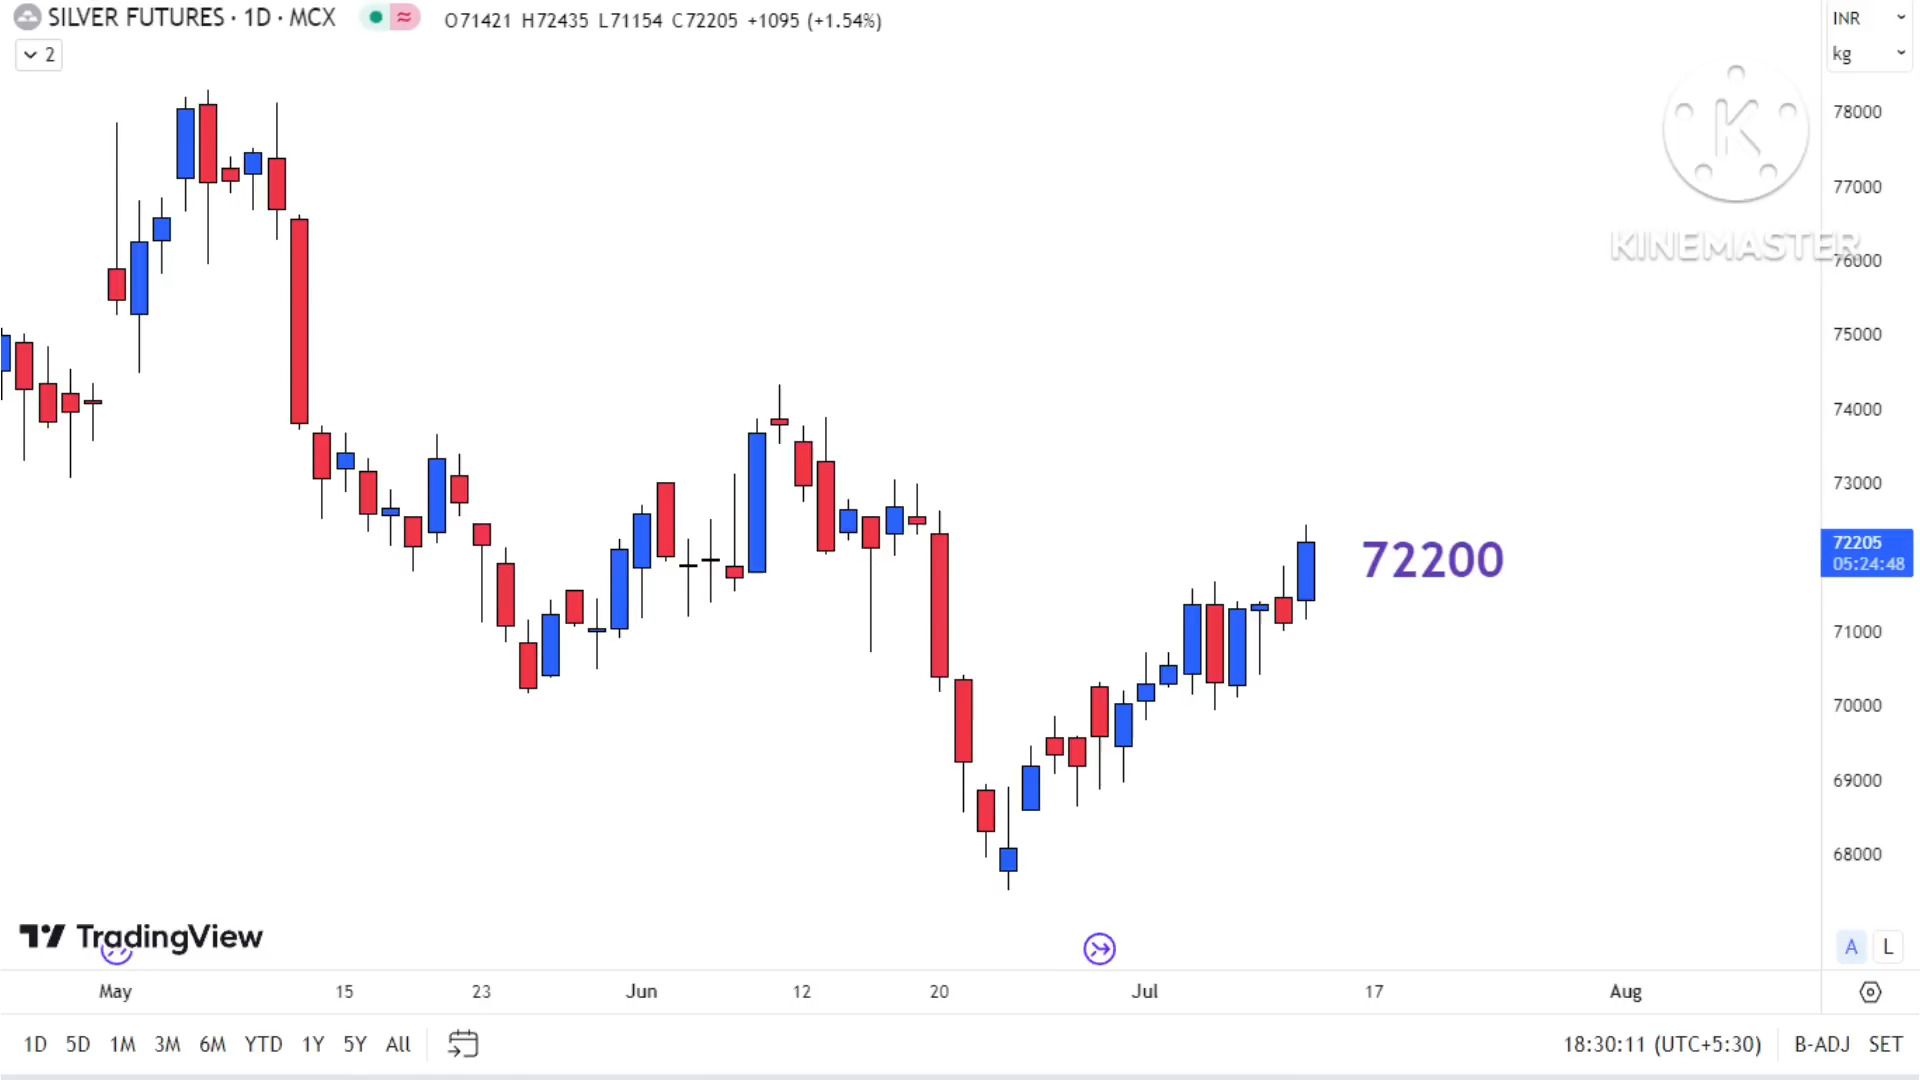 SILVER FUTURES · 1D · MCX
O71421 H72435 L71154 C72205 +1095 (+1.54%)
INR
kg
2
78000
77000
K
KINEMASTER
76000
75000
74000
73000
72205
05:24:48
72200
71000
70000
69000
68000
TradingView
A L
May 15 23 Jun 12 20 Jul 17 Aug
1D 5D 1M 3M 6M YTD 1Y 5Y All
18:30:11 (UTC+5:30) B-ADJ SET